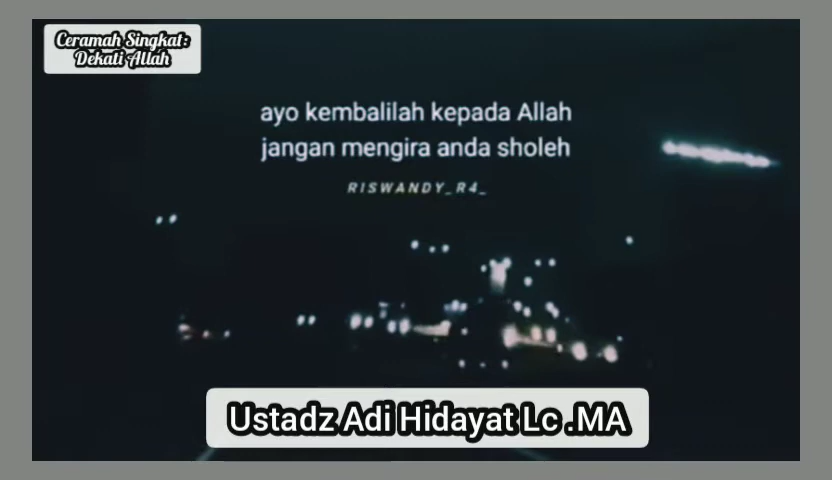 Ceramah Singkat:
Dekati Allah
ayo kembalilah kepada Allah
jangan mengira anda sholeh
RISWANDY_R4_
Ustadz Adi Hidayat Lc .MA